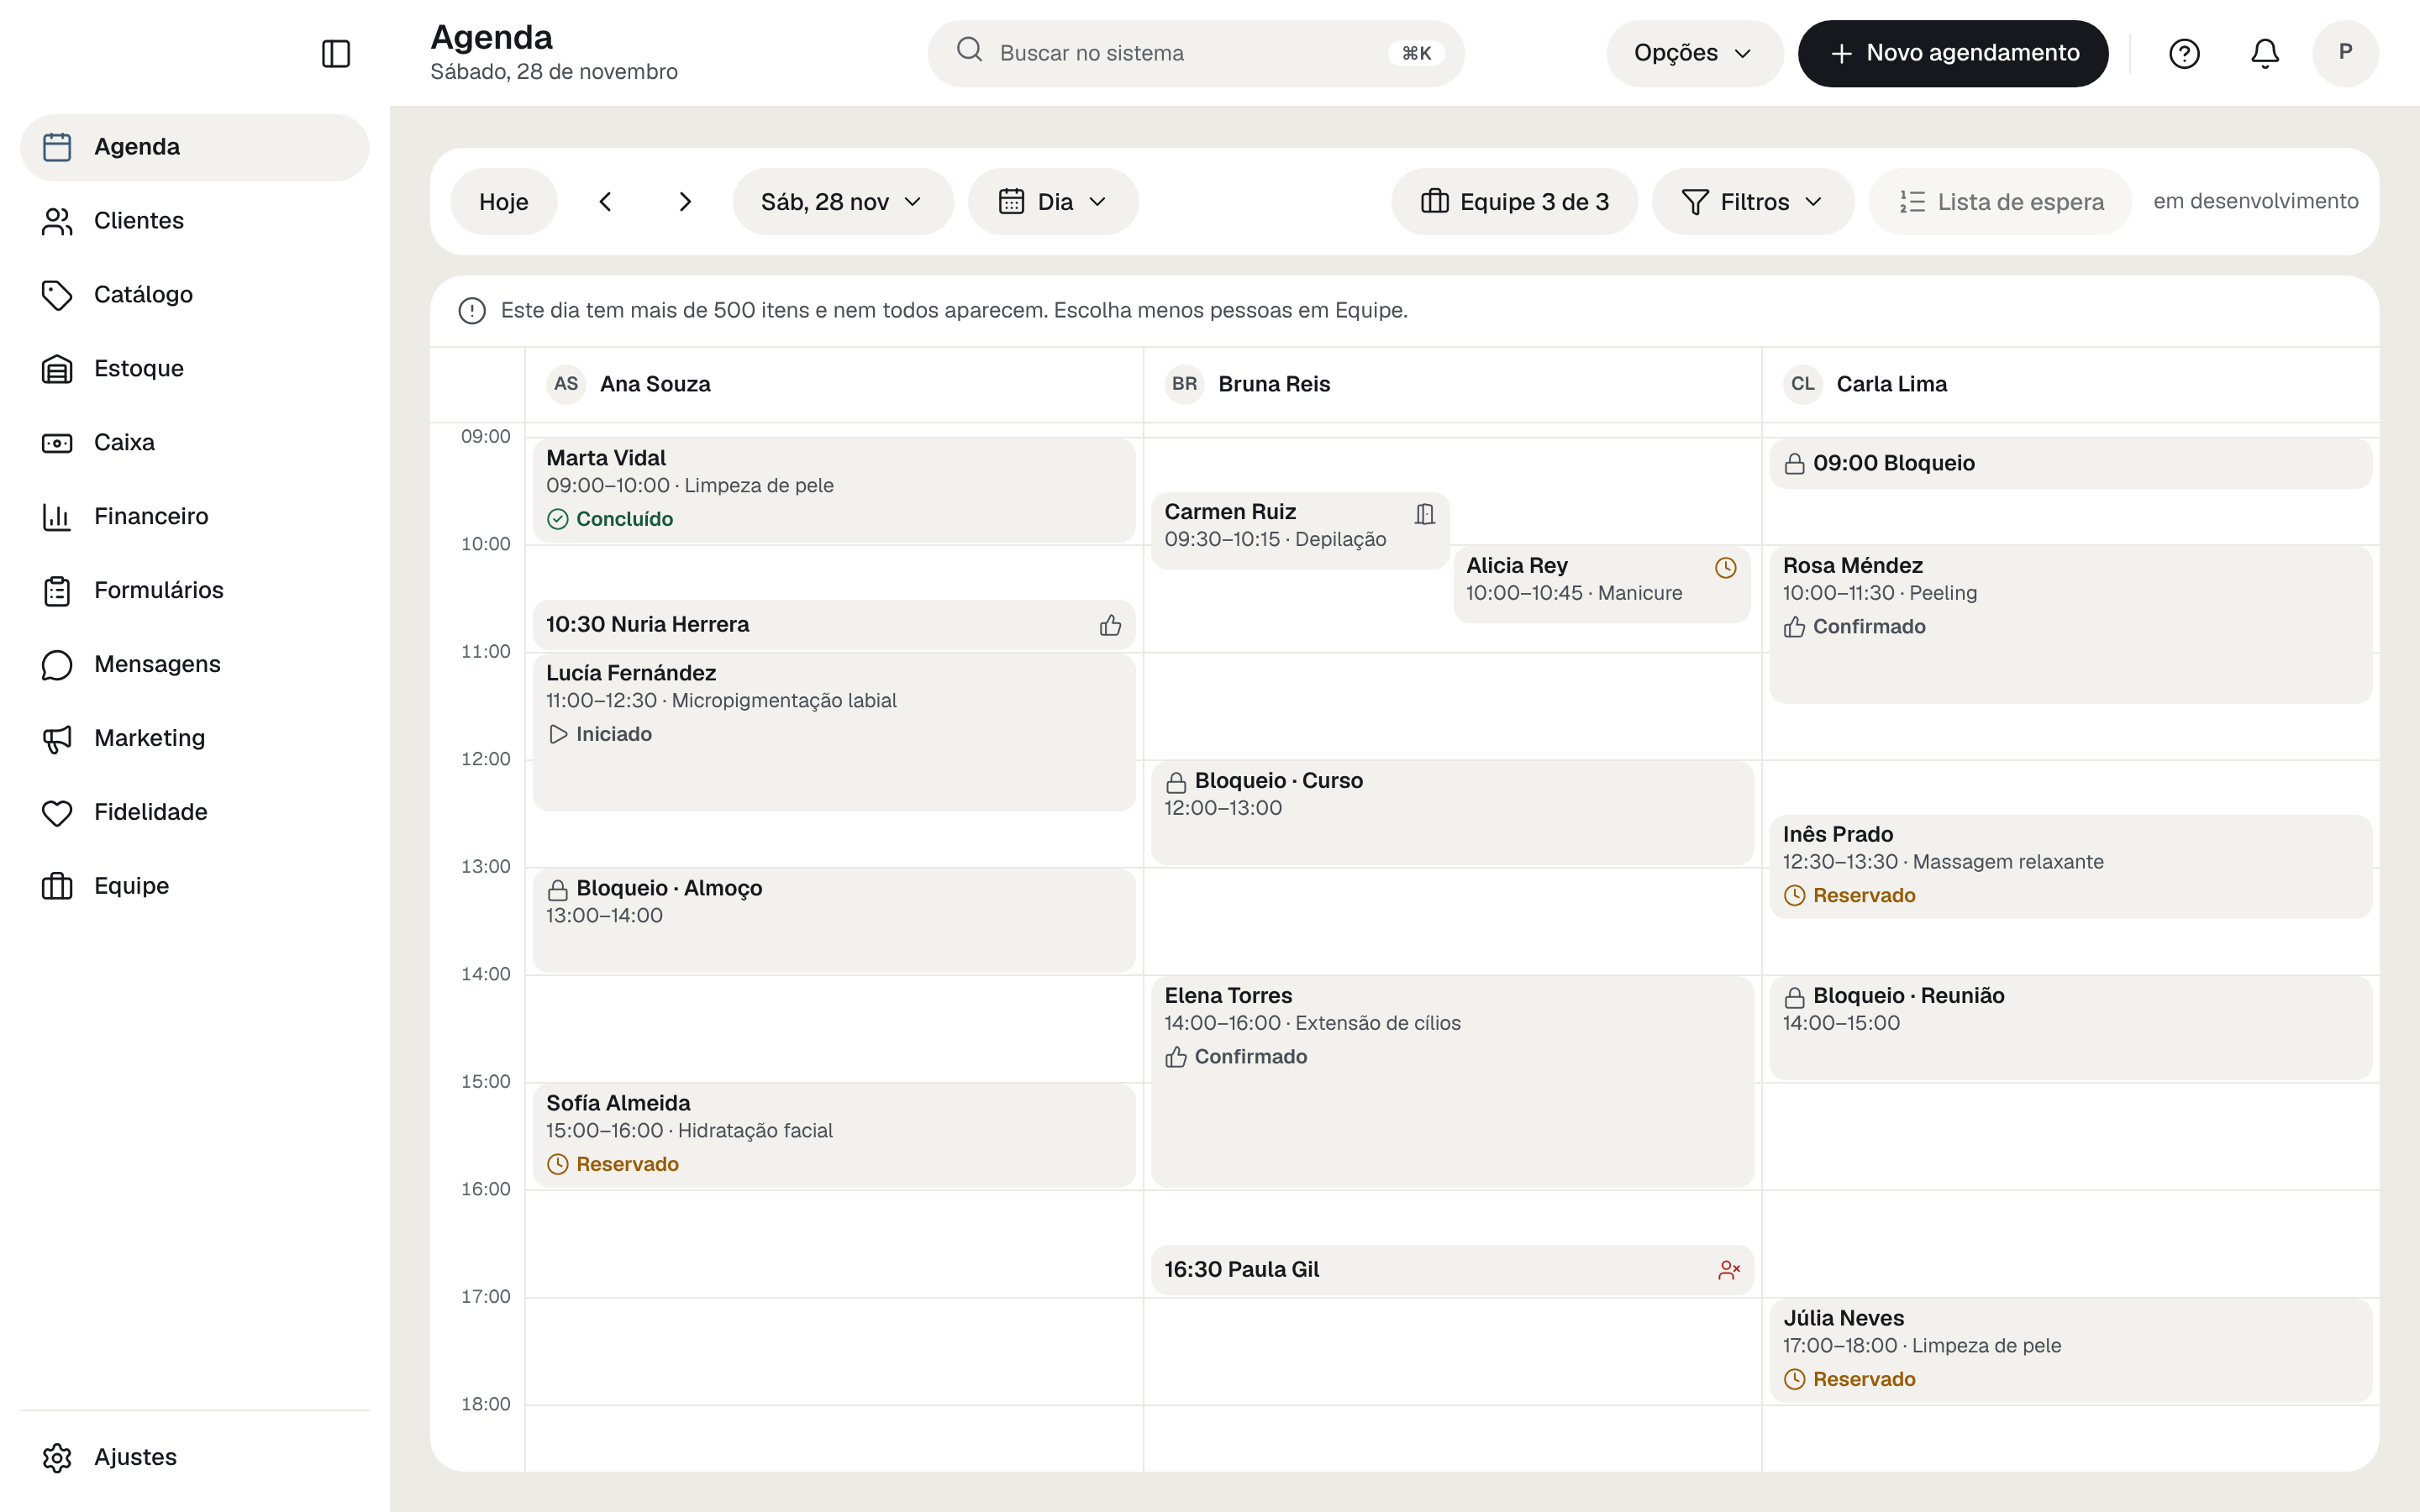 Agenda
Sábado, 28 de novembro
Buscar no sistema
⌘K
Opções
Novo agendamento
P
Agenda
Clientes
Catálogo
Estoque
Caixa
Financeiro
Formulários
Mensagens
Marketing
Fidelidade
Equipe
Ajustes
Hoje
Sáb, 28 nov
Dia
Equipe 3 de 3
Filtros
Lista de espera
em desenvolvimento
Este dia tem mais de 500 itens e nem todos aparecem. Escolha menos pessoas em Equipe.
AS Ana Souza
BR Bruna Reis
CL Carla Lima
09:00
10:00
11:00
12:00
13:00
14:00
15:00
16:00
17:00
18:00
Marta Vidal
09:00–10:00 · Limpeza de pele
Concluído
10:30 Nuria Herrera
Lucía Fernández
11:00–12:30 · Micropigmentação labial
Iniciado
Bloqueio · Almoço
13:00–14:00
Sofía Almeida
15:00–16:00 · Hidratação facial
Reservado
Carmen Ruiz
09:30–10:15 · Depilação
Alicia Rey
10:00–10:45 · Manicure
Bloqueio · Curso
12:00–13:00
Elena Torres
14:00–16:00 · Extensão de cílios
Confirmado
16:30 Paula Gil
09:00 Bloqueio
Rosa Méndez
10:00–11:30 · Peeling
Confirmado
Inês Prado
12:30–13:30 · Massagem relaxante
Reservado
Bloqueio · Reunião
14:00–15:00
Júlia Neves
17:00–18:00 · Limpeza de pele
Reservado